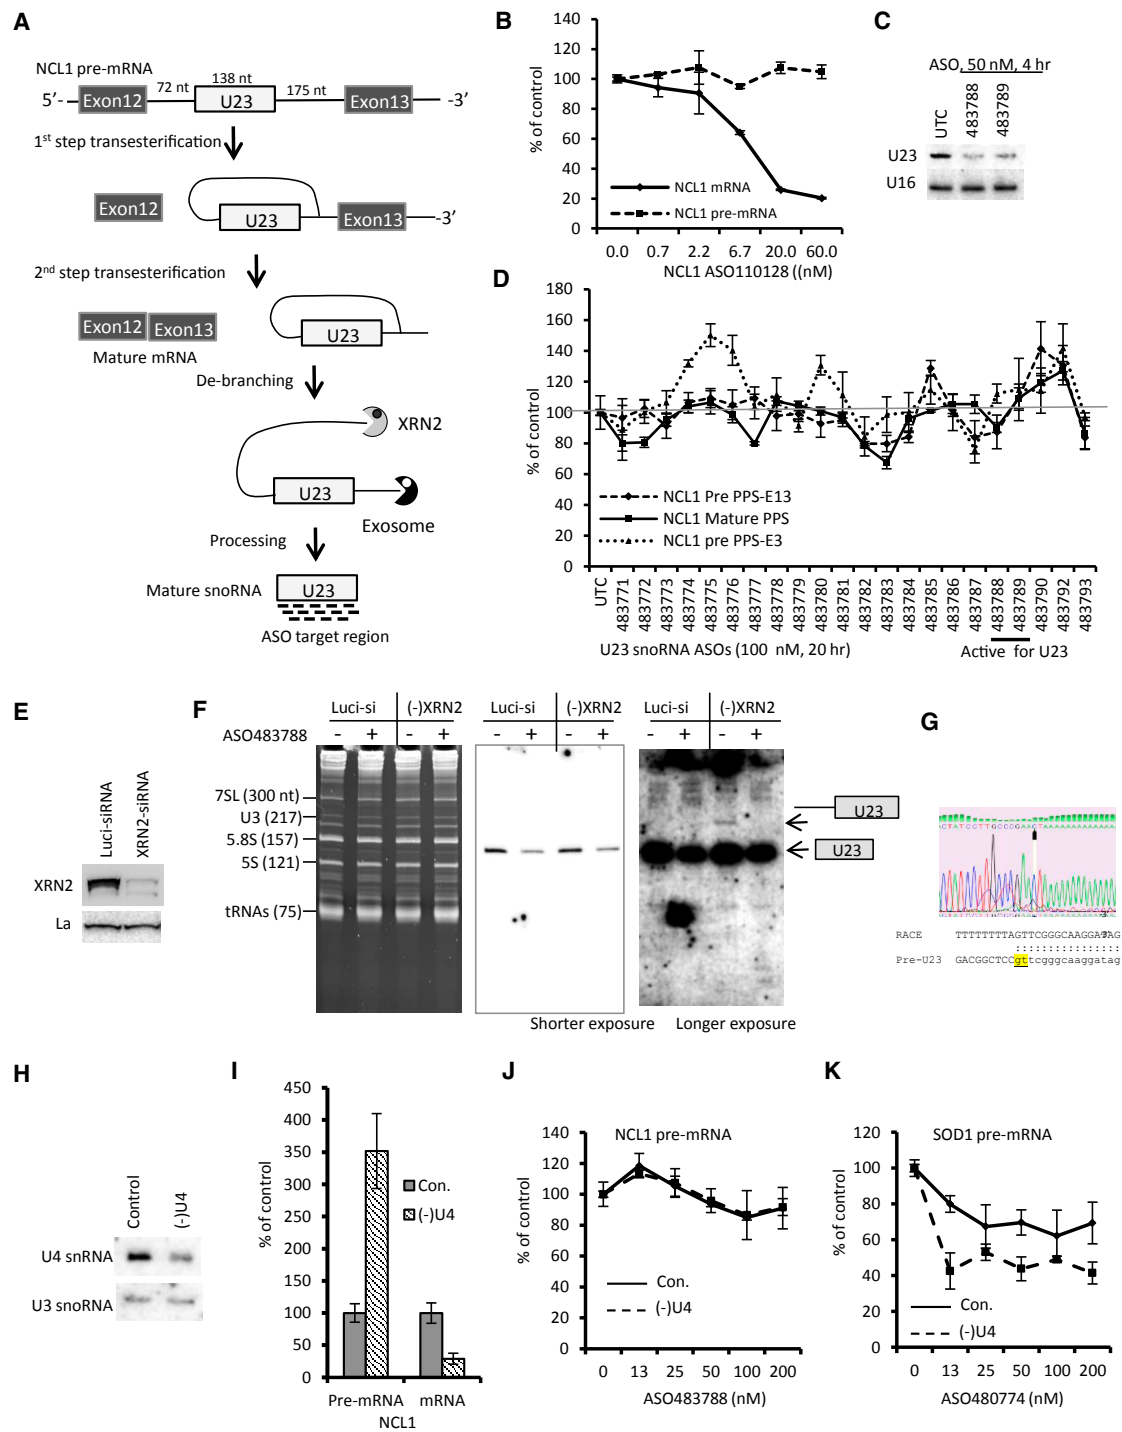 A
NCL1 pre-mRNA
72 nt
138 nt
175 nt
5’-
Exon12
U23
Exon13
-3’
1st step transesterification
Exon12
U23
Exon13
-3’
2nd step transesterification
Exon12
Exon13
U23
Mature mRNA
De-branching
XRN2
U23
Exosome
Processing
Mature snoRNA
U23
ASO target region
B
% of control
140
120
100
80
60
40
20
0
NCL1 mRNA
NCL1 pre-mRNA
0.0 0.7 2.2 6.7 20.0 60.0
NCL1 ASO110128 ((nM)
C
ASO, 50 nM, 4 hr
UTC
483788
483789
U23
U16
D
% of control
180
160
140
120
100
80
60
40
20
0
NCL1 Pre PPS-E13
NCL1 Mature PPS
NCL1 pre PPS-E3
UTC
483771
483772
483773
483774
483775
483776
483777
483778
483779
483780
483781
483782
483783
483784
483785
483786
483787
483788
483789
483790
483792
483793
U23 snoRNA ASOs (100 nM, 20 hr)
Active for U23
E
Luci-siRNA
XRN2-siRNA
XRN2
La
F
Luci-si (-)XRN2
Luci-si (-)XRN2
Luci-si (-)XRN2
ASO483788 - + - +
- + - +
- + - +
7SL (300 nt)
U3 (217)
5.8S (157)
5S (121)
tRNAs (75)
U23
U23
Shorter exposure
Longer exposure
G
RACE TTTTTTTTAGTTCGGGCAAGGA
Pre-U23 GACGGCTCCgttcgggcaaggatag
H
Control
(-)U4
U4 snRNA
U3 snoRNA
I
% of control
450
400
350
300
250
200
150
100
50
0
Con.
(-)U4
Pre-mRNA mRNA
NCL1
J
NCL1 pre-mRNA
% of control
140
120
100
80
60
40
20
0
Con.
(-)U4
0 13 25 50 100 200
ASO483788 (nM)
K
SOD1 pre-mRNA
% of control
120
100
80
60
40
20
0
Con.
(-)U4
0 13 25 50 100 200
ASO480774 (nM)